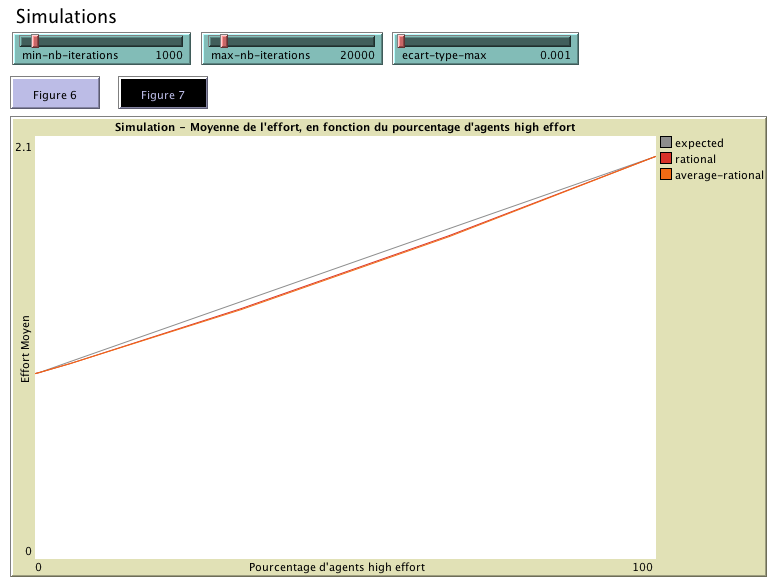 Simulations
min-nb-iterations 1000
max-nb-iterations 20000
ecart-type-max 0.001
Figure 6
Figure 7
Simulation - Moyenne de l'effort, en fonction du pourcentage d'agents high effort
2.1
Effort Moyen
0
0
Pourcentage d'agents high effort
100
expected
rational
average-rational